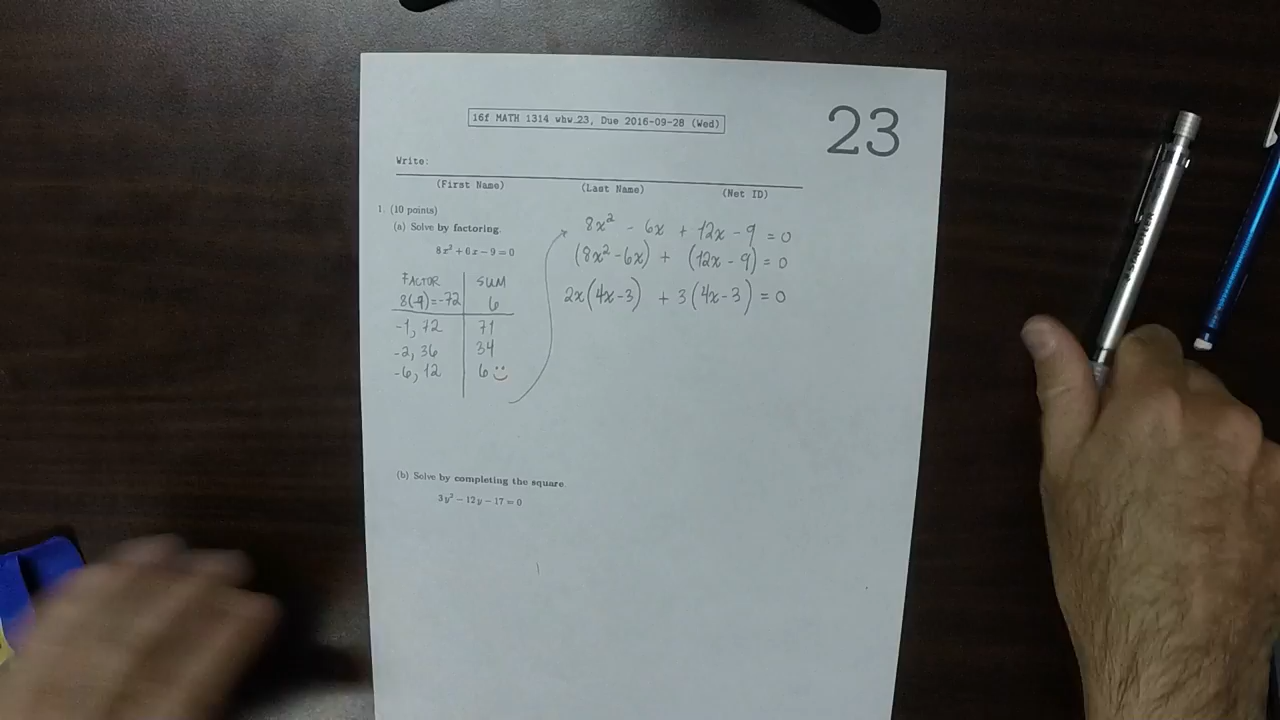 16f MATH 1314 whw_23, Due 2016-09-28 (Wed)
23
Write:
(First Name) (Last Name) (Net ID)
1. (10 points)
(a) Solve by factoring.
8x² + 6x − 9 = 0
FACTOR SUM
8(-9)=-72 6
-1, 72 71
-2, 36 34
-6, 12 6
8x² - 6x + 12x - 9 = 0
(8x² - 6x) + (12x - 9) = 0
2x(4x-3) + 3(4x-3) = 0
(b) Solve by completing the square.
3y² − 12y − 17 = 0